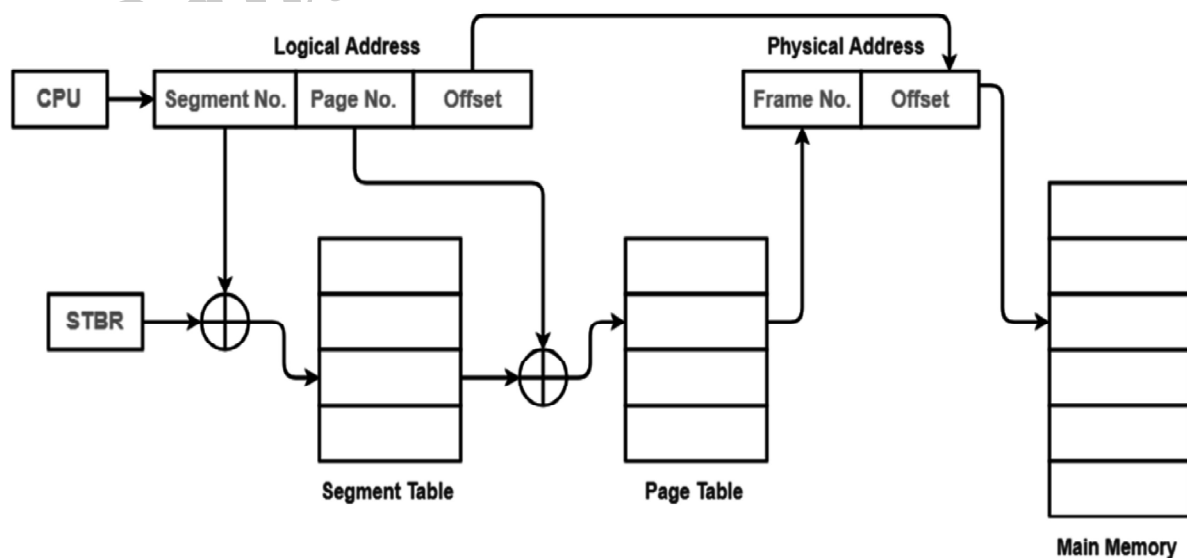 Logical Address
Physical Address
CPU
Segment No.
Page No.
Offset
Frame No.
Offset
STBR
Segment Table
Page Table
Main Memory